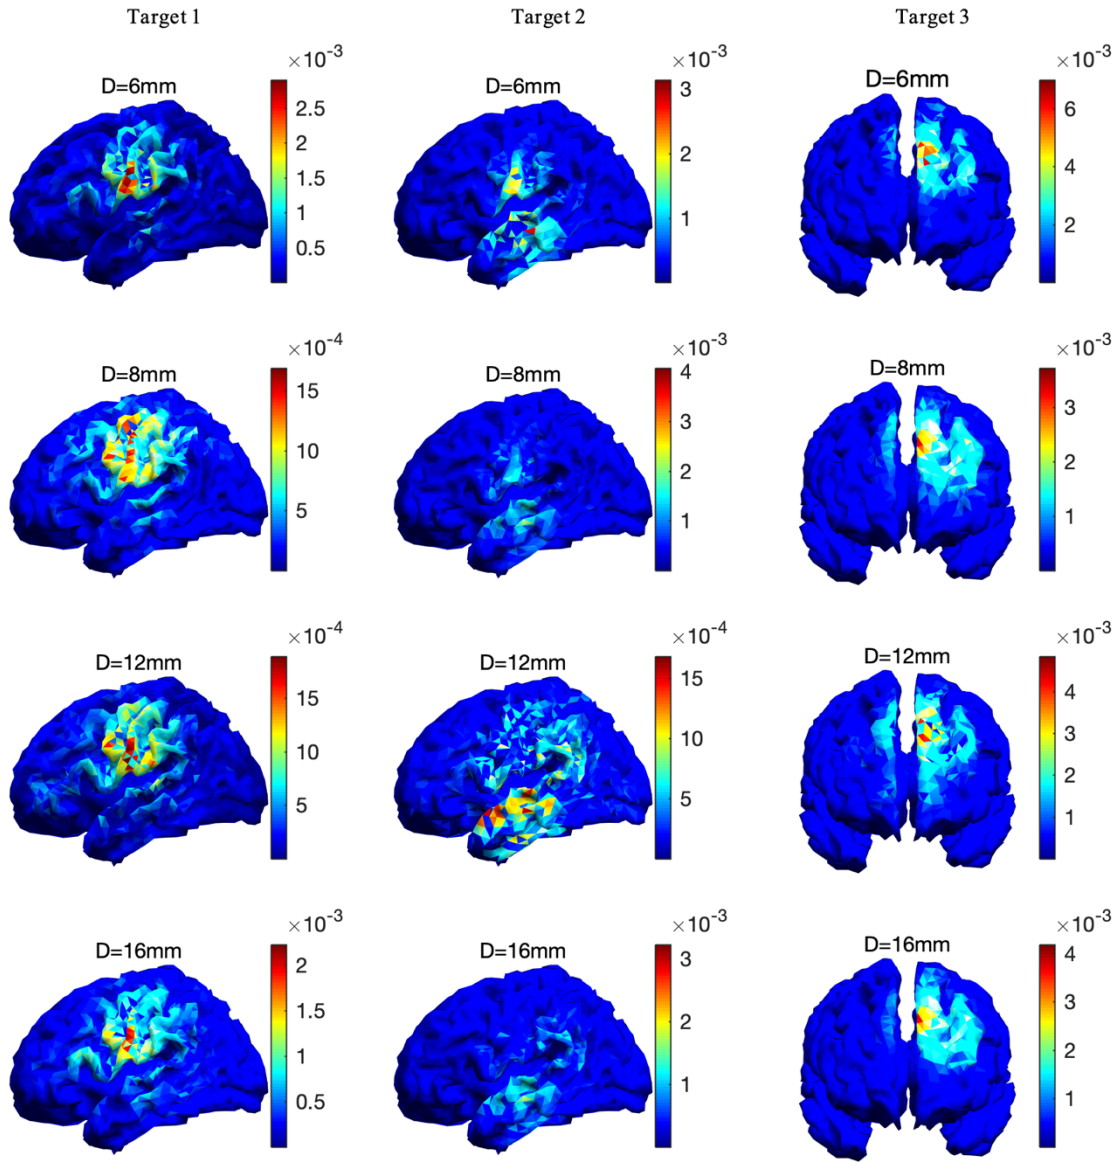 Target 1 Target 2 Target 3
×10-3 ×10-3 ×10-3
D=6mm D=6mm D=6mm
2.5 2 1.5 1 0.5
3 2 1
6 4 2
×10-4 ×10-3 ×10-3
D=8mm D=8mm D=8mm
15 10 5
4 3 2 1
3 2 1
×10-4 ×10-4 ×10-3
D=12mm D=12mm D=12mm
15 10 5
15 10 5
4 3 2 1
×10-3 ×10-3 ×10-3
D=16mm D=16mm D=16mm
2 1.5 1 0.5
3 2 1
4 3 2 1